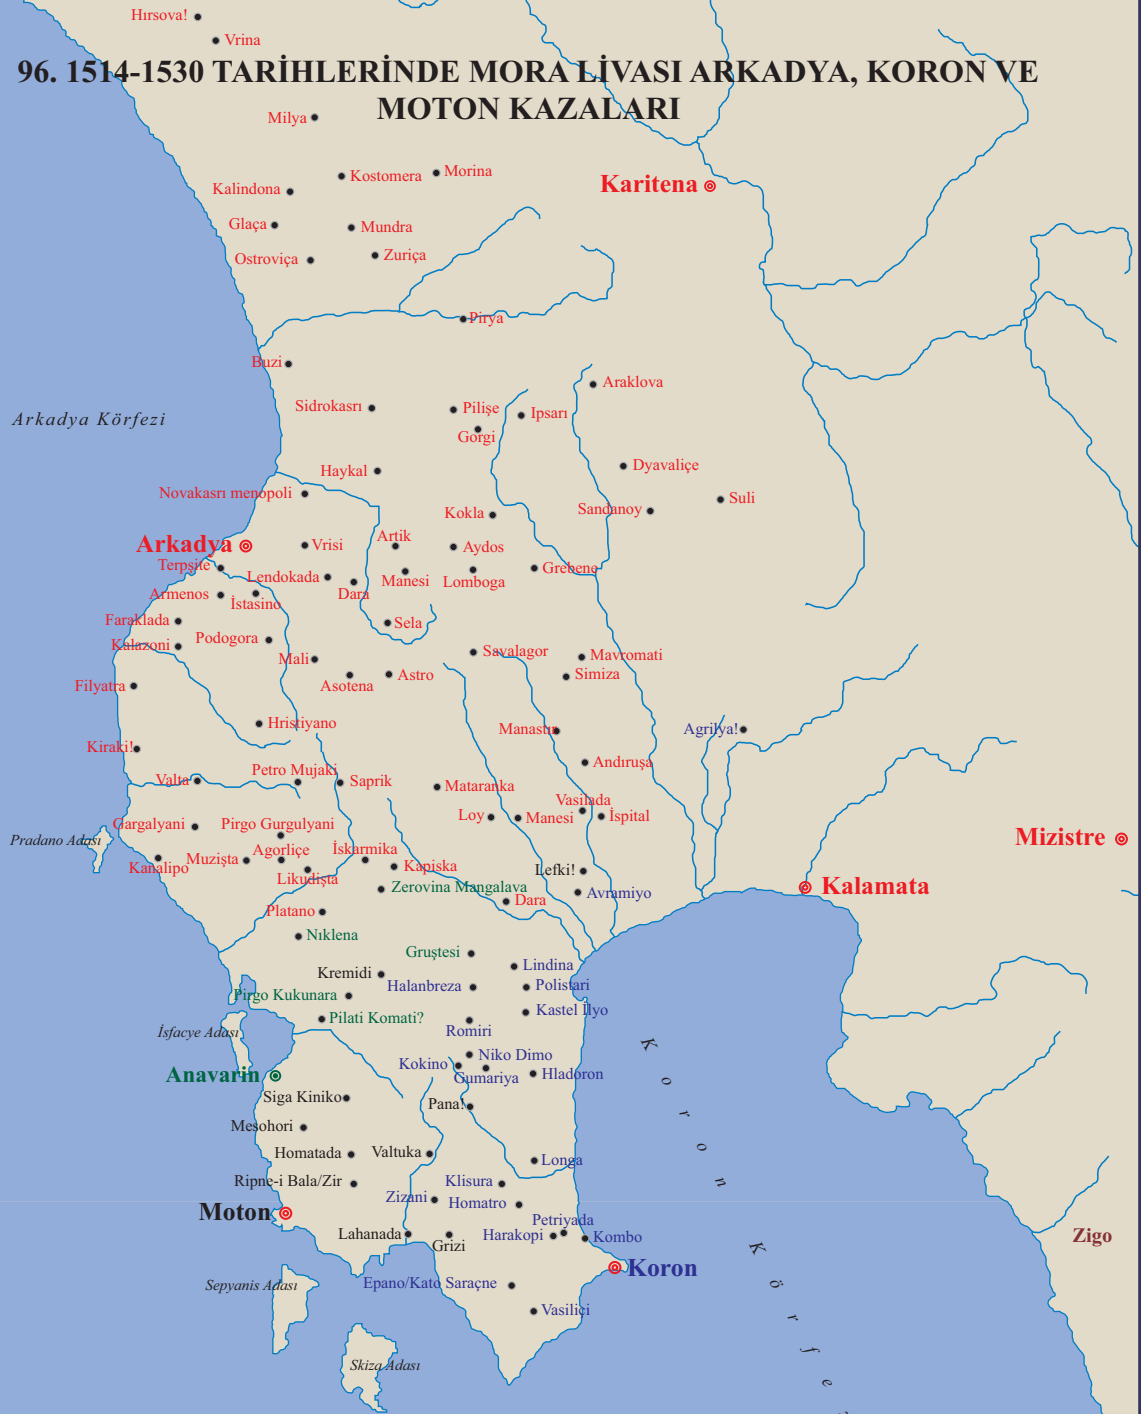 Hırsova!
Vrina
96. 1514-1530 TARİHLERİNDE MORA LİVASI ARKADYA, KORON VE
MOTON KAZALARI
Milya
Kostomera
Morina
Kalindona
Karitena
Glaça
Mundra
Ostroviça
Zuriça
Pirya
Buzi
Araklova
Sidrokasrı
Pilişe
Ipsarı
Arkadya Körfezi
Gorgi
Haykal
Dyavaliçe
Novakasrı menopoli
Suli
Kokla
Sandanoy
Arkadya
Vrisi
Artik
Aydos
Terpsite
Lendokada
Manesi
Lomboga
Grebene
Armenos
İstasino
Dara
Faraklada
Sela
Kalazoni
Podogora
Mali
Savalagor
Mavromati
Filyatra
Asotena
Astro
Simiza
Hristiyano
Manastır
Agrilya!
Kiraki!
Petro Mujaki
Andıruşa
Valta
Saprik
Mataranka
Vasilada
Loy
Manesi
İspital
Gargalyani
Pirgo Gurgulyani
Pradano Adası
Mizistre
Kanalipo
Muzişta
Agorliçe
İskarmika
Likudişta
Kapiska
Lefki!
Zerovina Mangalava
Kalamata
Avramiyo
Platano
Dara
Nıklena
Gruştesi
Kremidi
Lindina
Halanbreza
Polistari
Pirgo Kukunara
Kastel İlyo
Pilati Komati?
Romiri
İsfacye Adası
Niko Dimo
Kokino
Gumariya
Hladoron
Anavarin
Siga Kiniko
Pana!
Mesohori
Homatada
Valtuka
Longa
Ripne-i Bala/Zir
Klisura
Zizani
Homatro
Moton
Petriyada
Lahanada
Grizi
Harakopi
Kombo
Zigo
Koron
Sepyanis Adası
Epano/Kato Saraçne
Vasiliçi
Skiza Adası
Koron Körfe